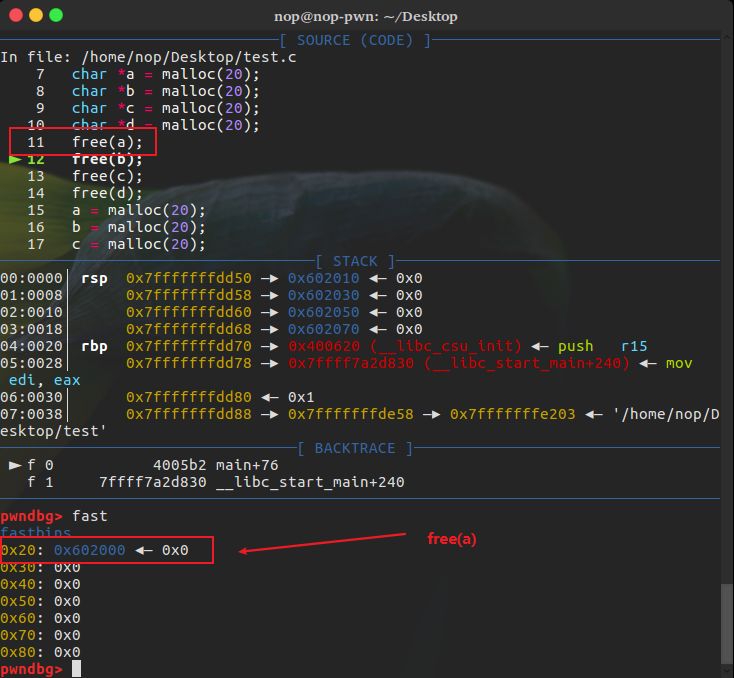 nop@nop-pwn: ~/Desktop
[ SOURCE (CODE) ]
In file: /home/nop/Desktop/test.c
7 char *a = malloc(20);
8 char *b = malloc(20);
9 char *c = malloc(20);
10 char *d = malloc(20);
11 free(a);
► 12 free(b);
13 free(c);
14 free(d);
15 a = malloc(20);
16 b = malloc(20);
17 c = malloc(20);
[ STACK ]
00:0000│ rsp 0x7fffffffdd50 —► 0x602010 ◄— 0x0
01:0008│ 0x7fffffffdd58 —► 0x602030 ◄— 0x0
02:0010│ 0x7fffffffdd60 —► 0x602050 ◄— 0x0
03:0018│ 0x7fffffffdd68 —► 0x602070 ◄— 0x0
04:0020│ rbp 0x7fffffffdd70 —► 0x400620 (__libc_csu_init) ◄— push r15
05:0028│ 0x7fffffffdd78 —► 0x7ffff7a2d830 (__libc_start_main+240) ◄— mov
edi, eax
06:0030│ 0x7fffffffdd80 ◄— 0x1
07:0038│ 0x7fffffffdd88 —► 0x7fffffffde58 —► 0x7fffffffe203 ◄— '/home/nop/D
esktop/test'
[ BACKTRACE ]
► f 0 4005b2 main+76
f 1 7ffff7a2d830 __libc_start_main+240
pwndbg> fast
fastbins
0x20: 0x602000 ◄— 0x0
free(a)
0x30: 0x0
0x40: 0x0
0x50: 0x0
0x60: 0x0
0x70: 0x0
0x80: 0x0
pwndbg>